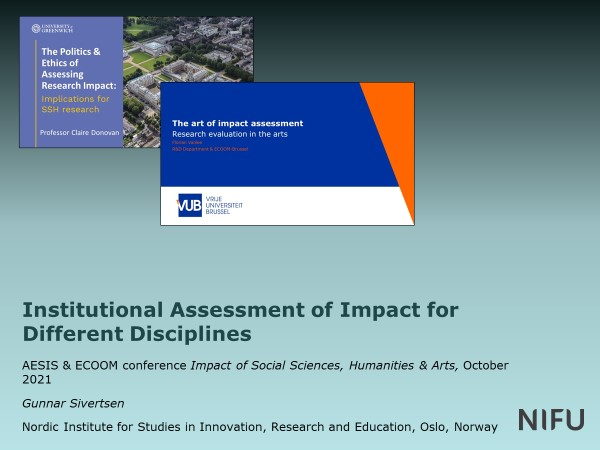 UNIVERSITY of
GREENWICH
The Politics &
Ethics of
Assessing
Research Impact:
Implications for
SSH research
Professor Claire Donovan
The art of impact assessment
Research evaluation in the arts
Florian Vanlee
R&D Department & ECOOM Brussel
VUB
VRIJE
UNIVERSITEIT
BRUSSEL
Institutional Assessment of Impact for
Different Disciplines
AESIS & ECOOM conference Impact of Social Sciences, Humanities & Arts, October
2021
Gunnar Sivertsen
Nordic Institute for Studies in Innovation, Research and Education, Oslo, Norway
NIFU